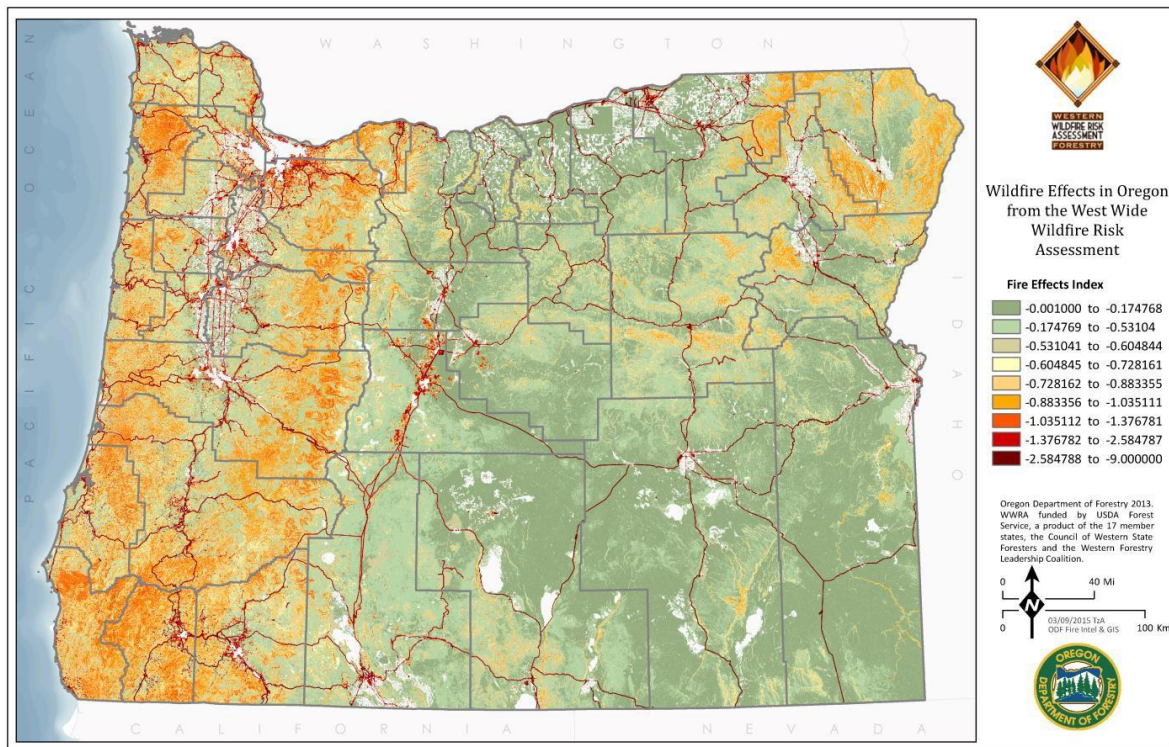 WASHINGTON
PACIFIC OCEAN
IDAHO
CALIFORNIA
NEVADA
WESTERN
WILDFIRE RISK
ASSESSMENT
FORESTRY
Wildfire Effects in Oregon
from the West Wide
Wildfire Risk
Assessment
Fire Effects Index
-0.001000 to -0.174768
-0.174769 to -0.53104
-0.531041 to -0.604844
-0.604845 to -0.728161
-0.728162 to -0.883355
-0.883356 to -1.035111
-1.035112 to -1.376781
-1.376782 to -2.584787
-2.584788 to -9.000000
Oregon Department of Forestry 2013.
WWRA funded by USDA Forest
Service, a product of the 17 member
states, the Council of Western State
Foresters and the Western Forestry
Leadership Coalition.
0 40 Mi
N
03/09/2015 TzA
ODF Fire Intel & GIS
0 100 Km
OREGON
DEPARTMENT OF FORESTRY